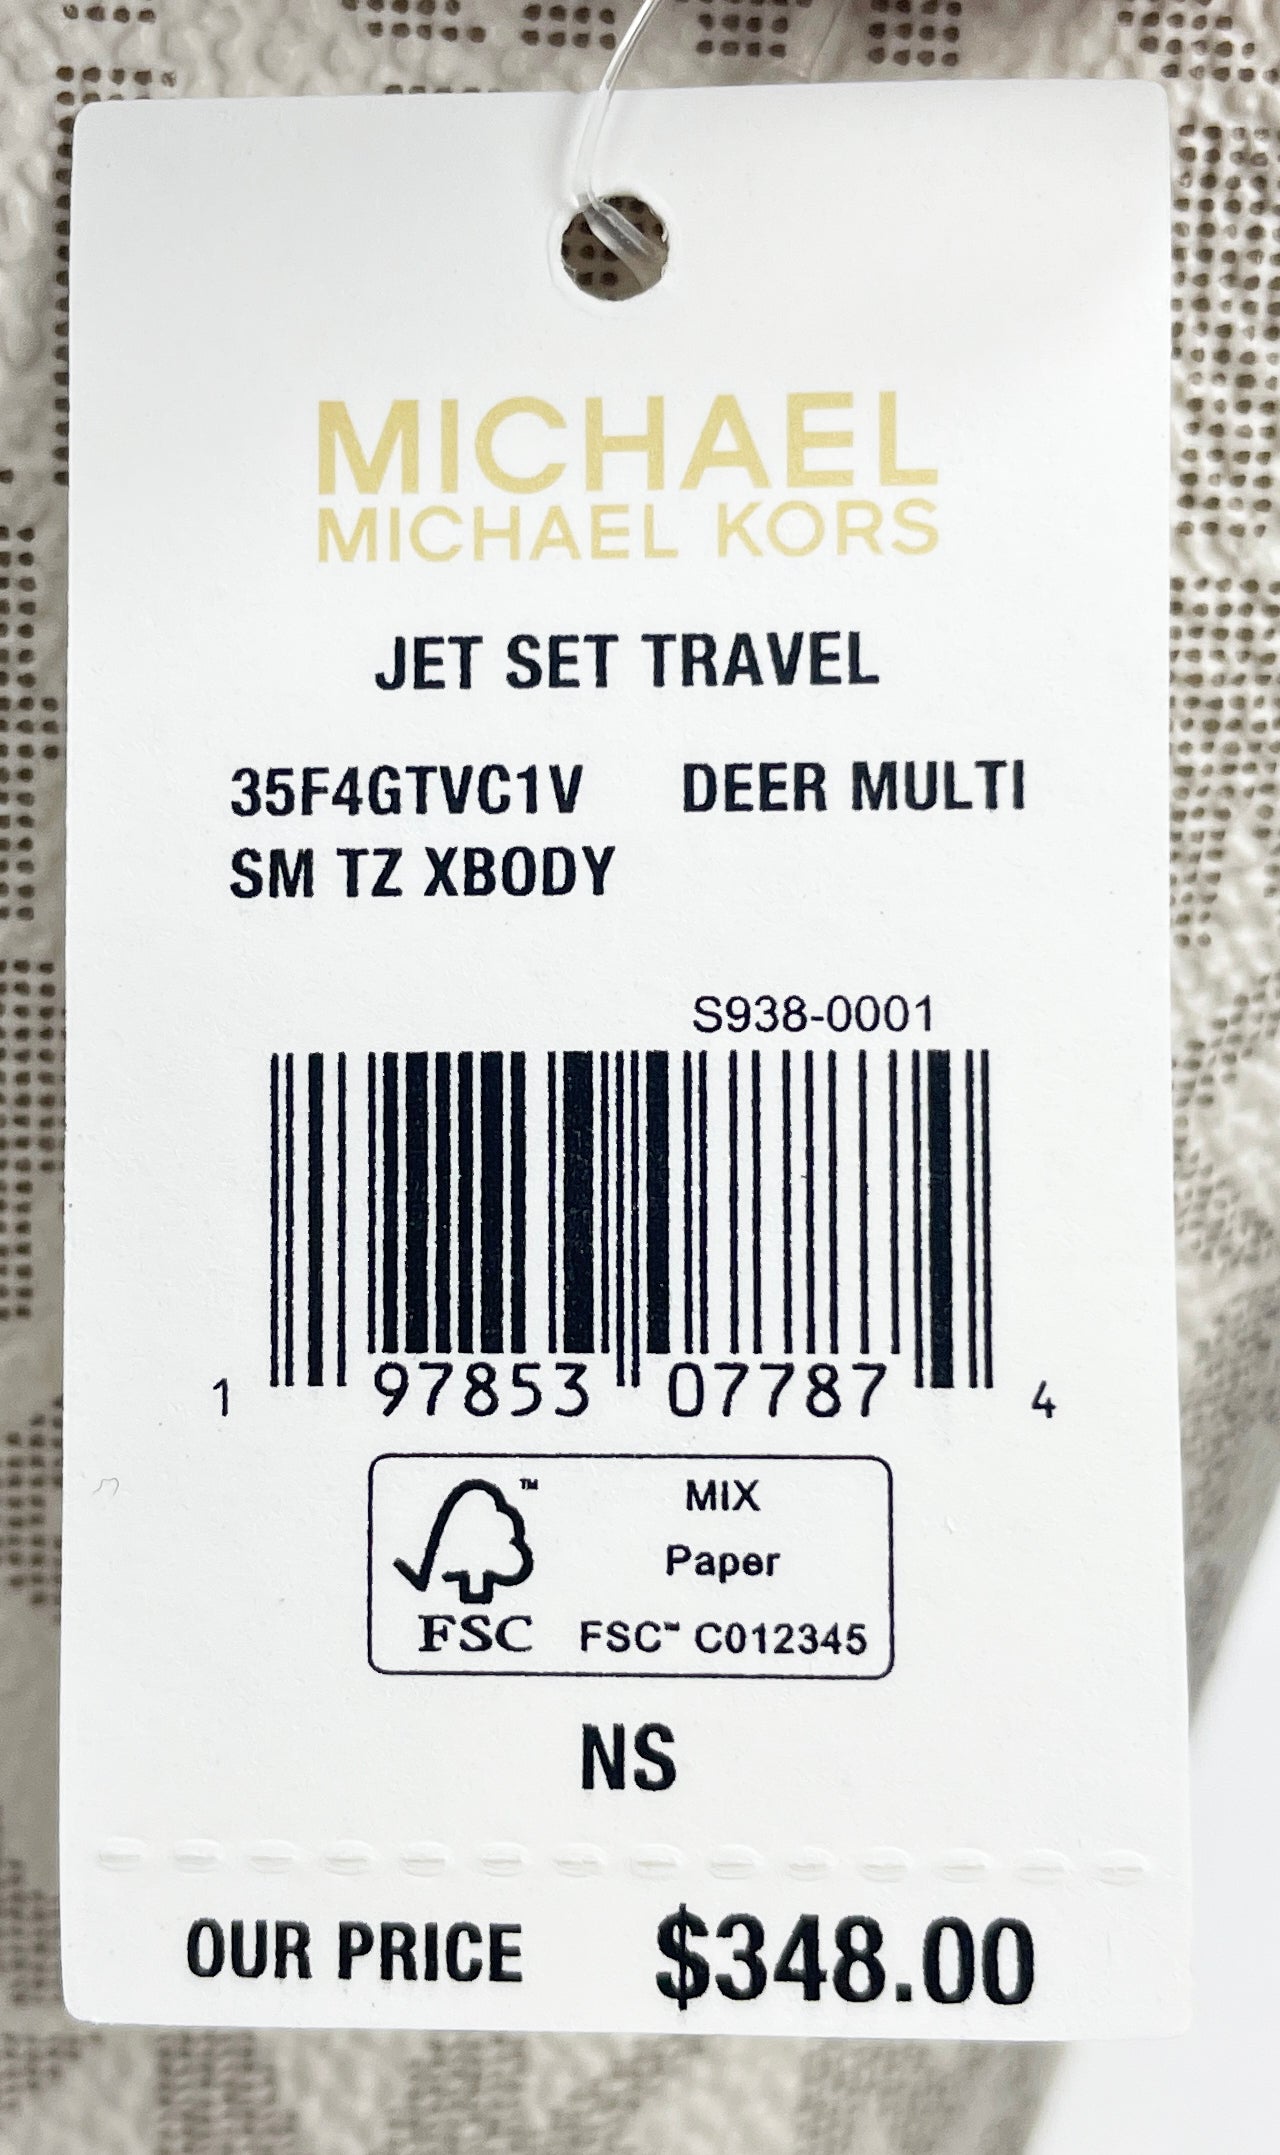 MICHAEL
MICHAEL KORS
JET SET TRAVEL
35F4GTVC1V DEER MULTI
SM TZ XBODY
S938-0001
1 97853 07787 4
MIX
Paper
FSC™ FSC™ C012345
NS
OUR PRICE $348.00